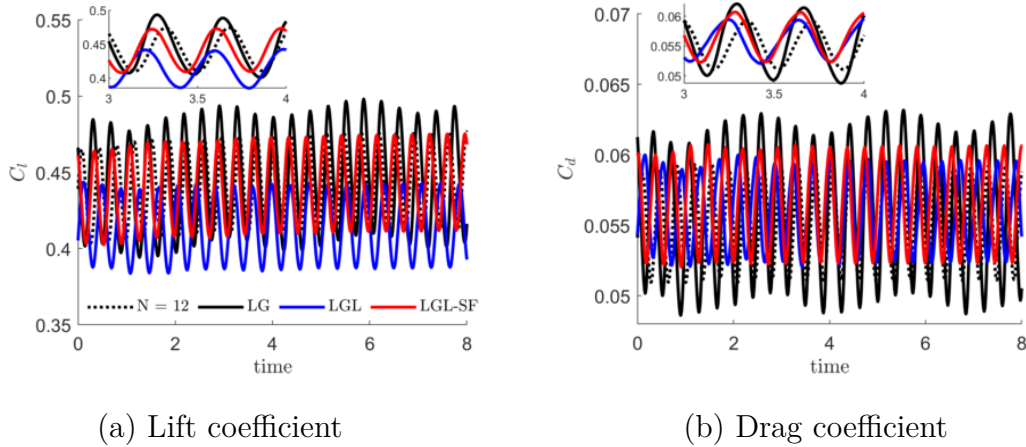 0.5
0.45
0.4
3 3.5 4
0.55
0.5
0.45
0.4
0.35
C_l
N = 12 LG LGL LGL-SF
0 2 4 6 8
time
(a) Lift coefficient
0.06
0.055
0.05
3 3.5 4
0.07
0.065
0.06
0.055
0.05
C_d
0 2 4 6 8
time
(b) Drag coefficient